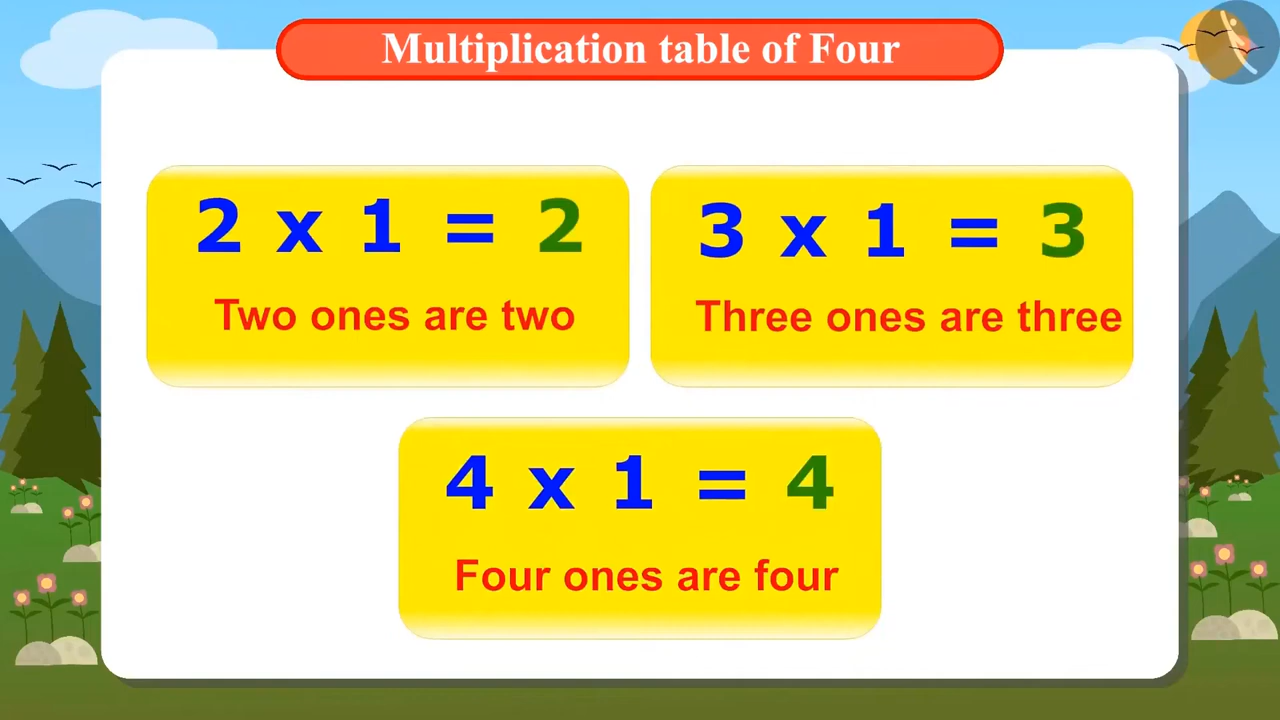 Multiplication table of Four
2 x 1 = 2
Two ones are two
3 x 1 = 3
Three ones are three
4 x 1 = 4
Four ones are four